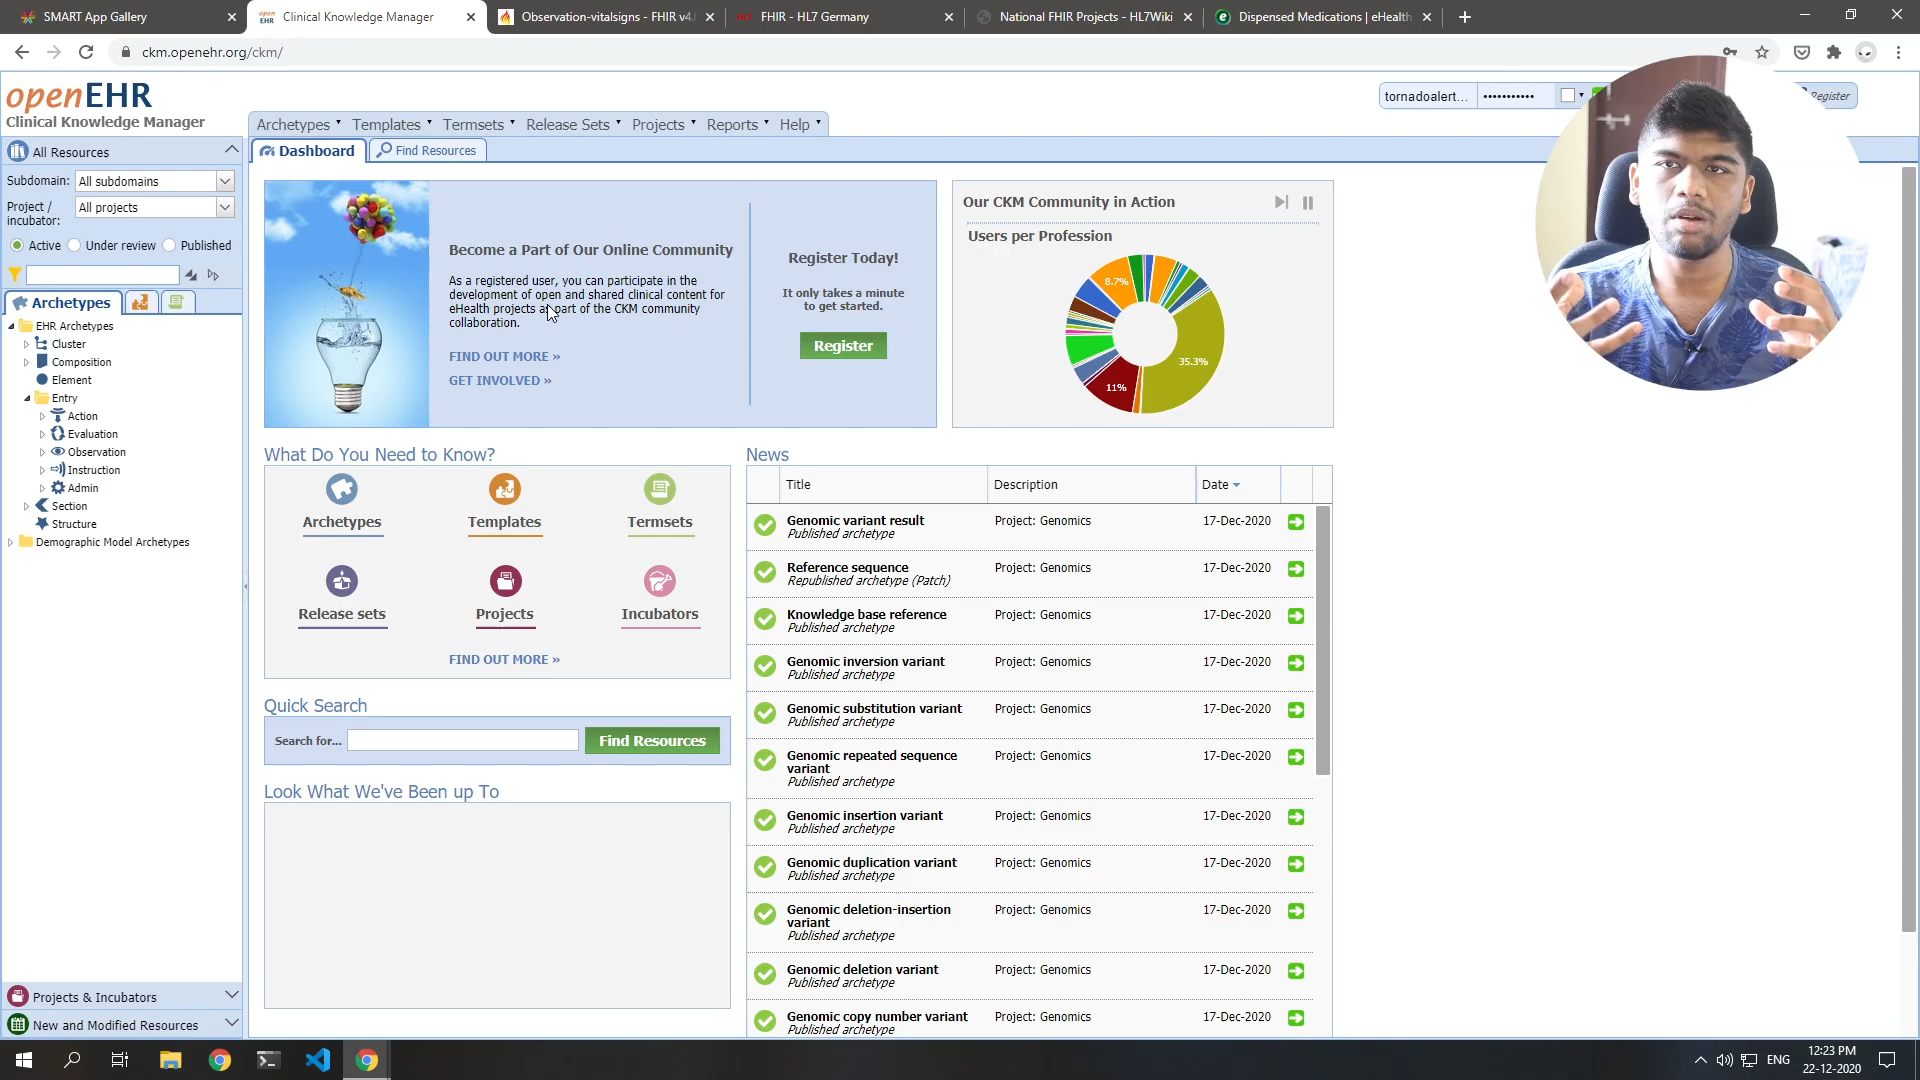 SMART App Gallery
Clinical Knowledge Manager
Observation-vitalsigns - FHIR v4.
FHIR - HL7 Germany
National FHIR Projects - HL7Wiki
Dispensed Medications | eHealth
ckm.openehr.org/ckm/
openEHR
Clinical Knowledge Manager
tornadoalert...
•••••••••••
Register
Archetypes
Templates
Termsets
Release Sets
Projects
Reports
Help
All Resources
Dashboard
Find Resources
Subdomain:
All subdomains
Project /
incubator:
All projects
Active
Under review
Published
Archetypes
EHR Archetypes
Cluster
Composition
Element
Entry
Action
Evaluation
Observation
Instruction
Admin
Section
Structure
Demographic Model Archetypes
Projects & Incubators
New and Modified Resources
Become a Part of Our Online Community
As a registered user, you can participate in the
development of open and shared clinical content for
eHealth projects as part of the CKM community
collaboration.
FIND OUT MORE »
GET INVOLVED »
Register Today!
It only takes a minute
to get started.
Register
Our CKM Community in Action
Users per Profession
8.7%
35.3%
11%
What Do You Need to Know?
Archetypes
Templates
Termsets
Release sets
Projects
Incubators
FIND OUT MORE »
Quick Search
Search for...
Find Resources
Look What We've Been up To
News
Title
Description
Date
Genomic variant result
Published archetype
Project: Genomics
17-Dec-2020
Reference sequence
Republished archetype (Patch)
Project: Genomics
17-Dec-2020
Knowledge base reference
Published archetype
Project: Genomics
17-Dec-2020
Genomic inversion variant
Published archetype
Project: Genomics
17-Dec-2020
Genomic substitution variant
Published archetype
Project: Genomics
17-Dec-2020
Genomic repeated sequence
variant
Published archetype
Project: Genomics
17-Dec-2020
Genomic insertion variant
Published archetype
Project: Genomics
17-Dec-2020
Genomic duplication variant
Published archetype
Project: Genomics
17-Dec-2020
Genomic deletion-insertion
variant
Published archetype
Project: Genomics
17-Dec-2020
Genomic deletion variant
Published archetype
Project: Genomics
17-Dec-2020
Genomic copy number variant
Published archetype
Project: Genomics
17-Dec-2020
ENG
12:23 PM
22-12-2020